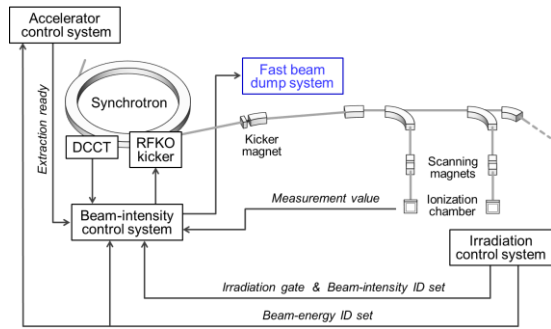 Accelerator
control system
Extraction ready
Synchrotron
DCCT
RFKO
kicker
Fast beam
dump system
Kicker
magnet
Scanning
magnets
Ionization
chamber
Measurement value
Beam-intensity
control system
Irradiation
control system
Irradiation gate & Beam-intensity ID set
Beam-energy ID set